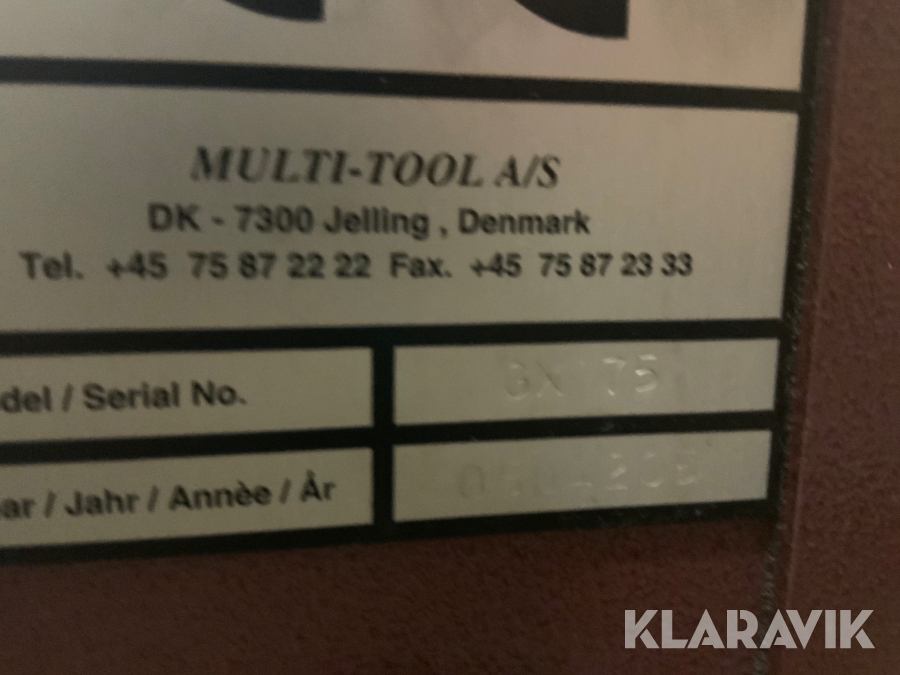 MULTI-TOOL A/S
DK - 7300 Jelling , Denmark
Tel. +45 75 87 22 22 Fax. +45 75 87 23 33
del / Serial No.
ar / Jahr / Annèe / År
KLARAVIK